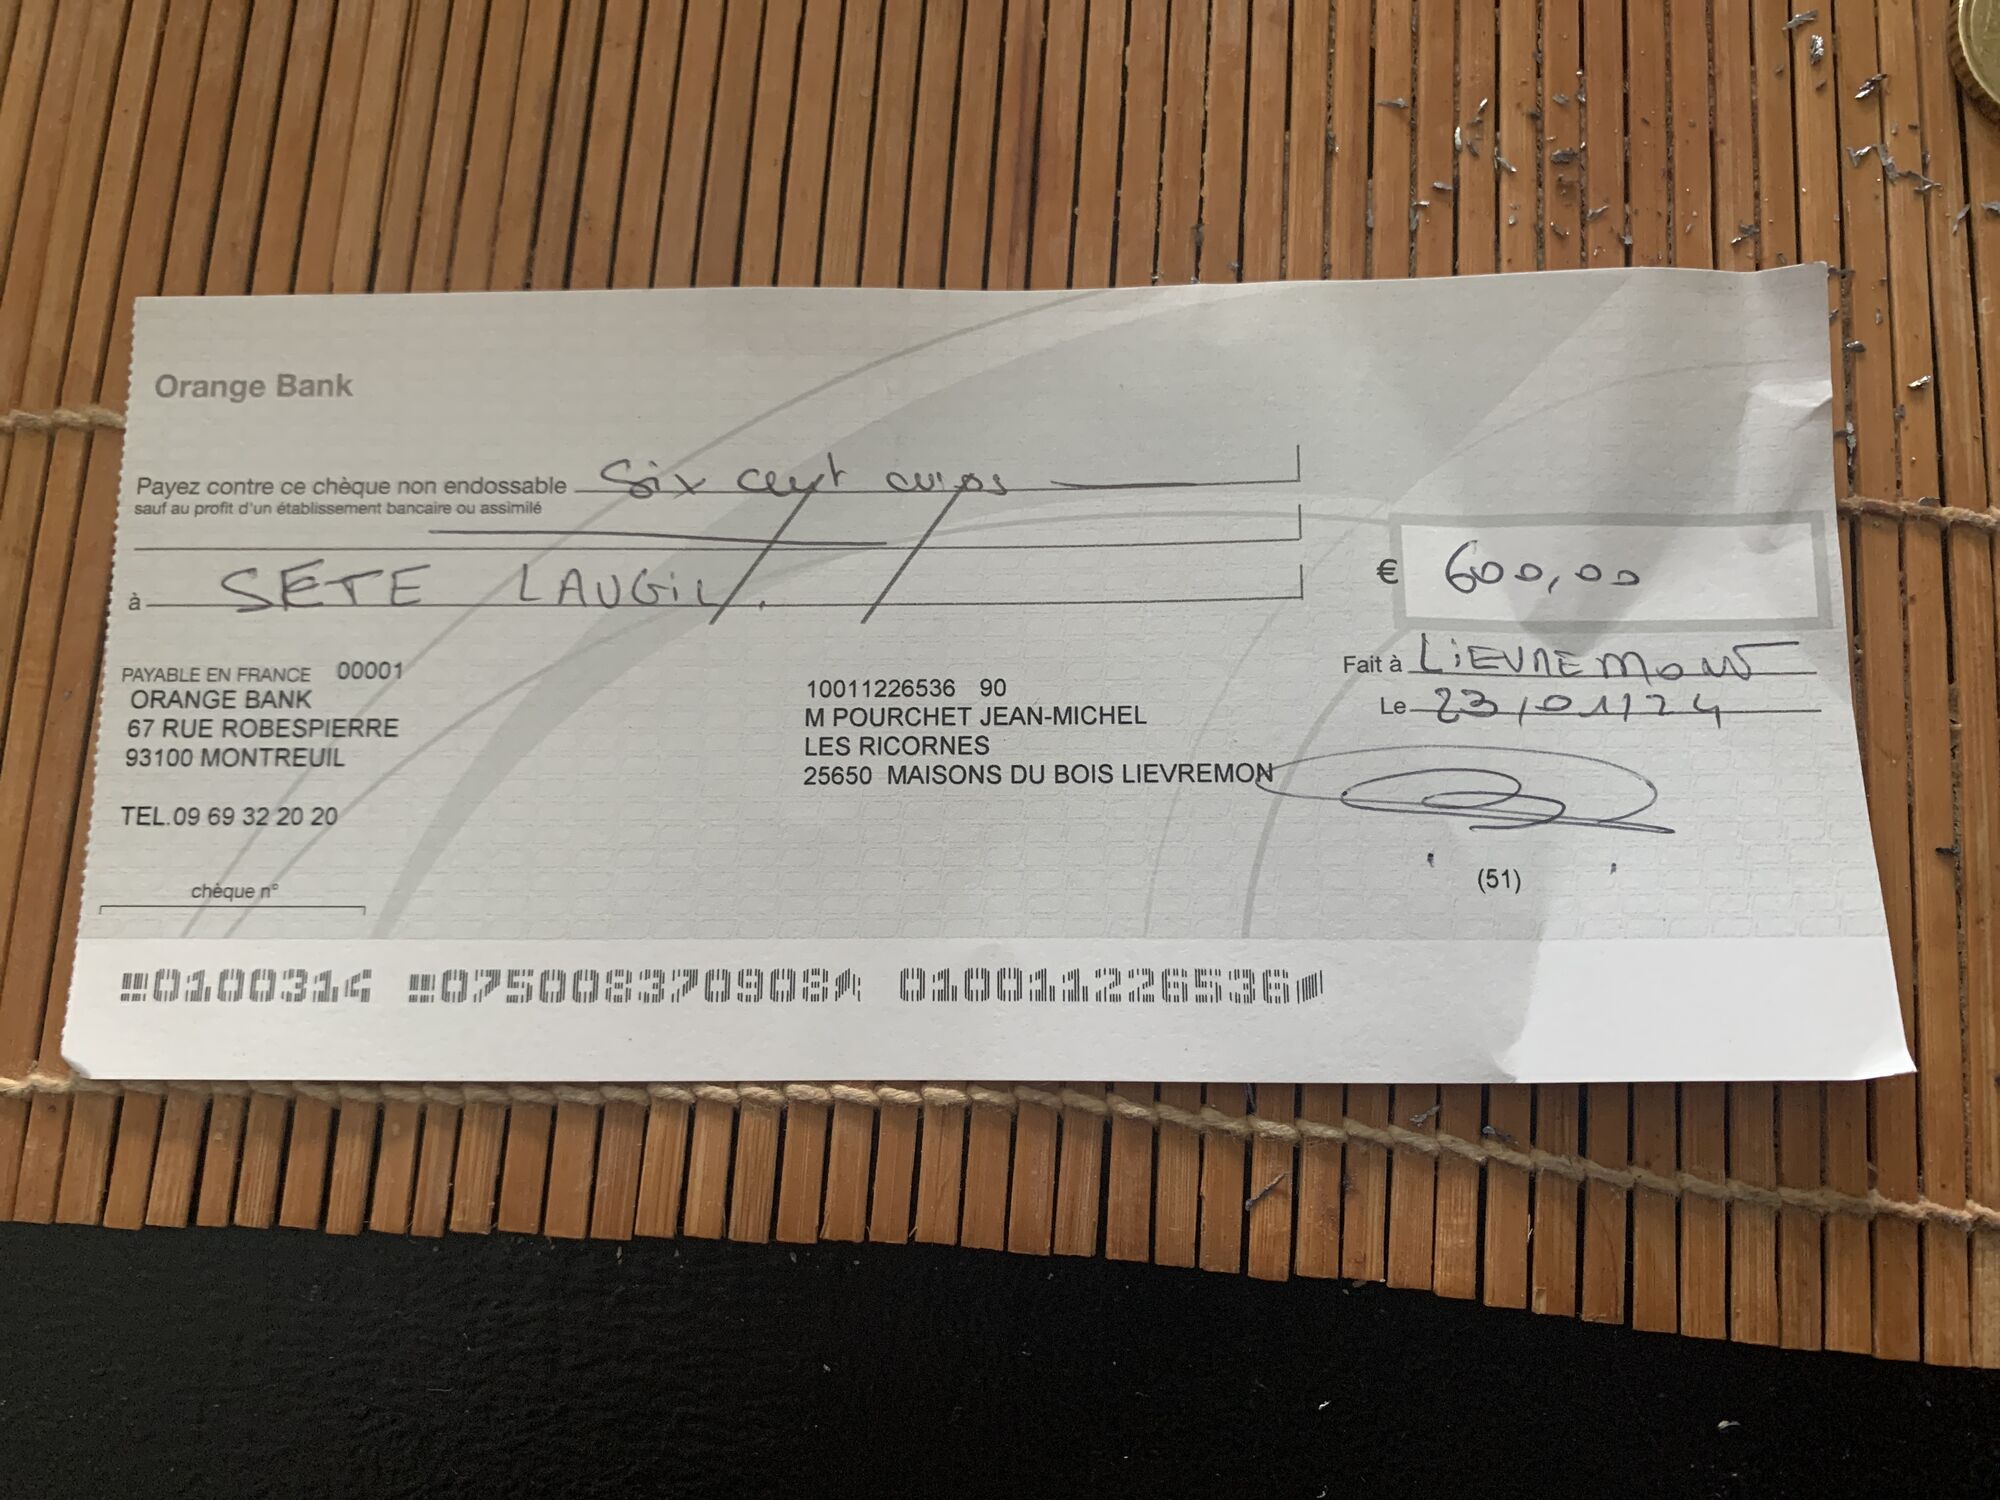 Orange Bank
Payez contre ce chèque non endossable Six cent euros
sauf au profit d'un établissement bancaire ou assimilé
à SETE LAUGIL.
€ 600,00
Fait à LIEVREMONT
Le 23/01/24
PAYABLE EN FRANCE 00001
ORANGE BANK
67 RUE ROBESPIERRE
93100 MONTREUIL
TEL.09 69 32 20 20
10011226536 90
M POURCHET JEAN-MICHEL
LES RICORNES
25650 MAISONS DU BOIS LIEVREMON
(51)
chèque n°
0100314 075008370908 010011226536